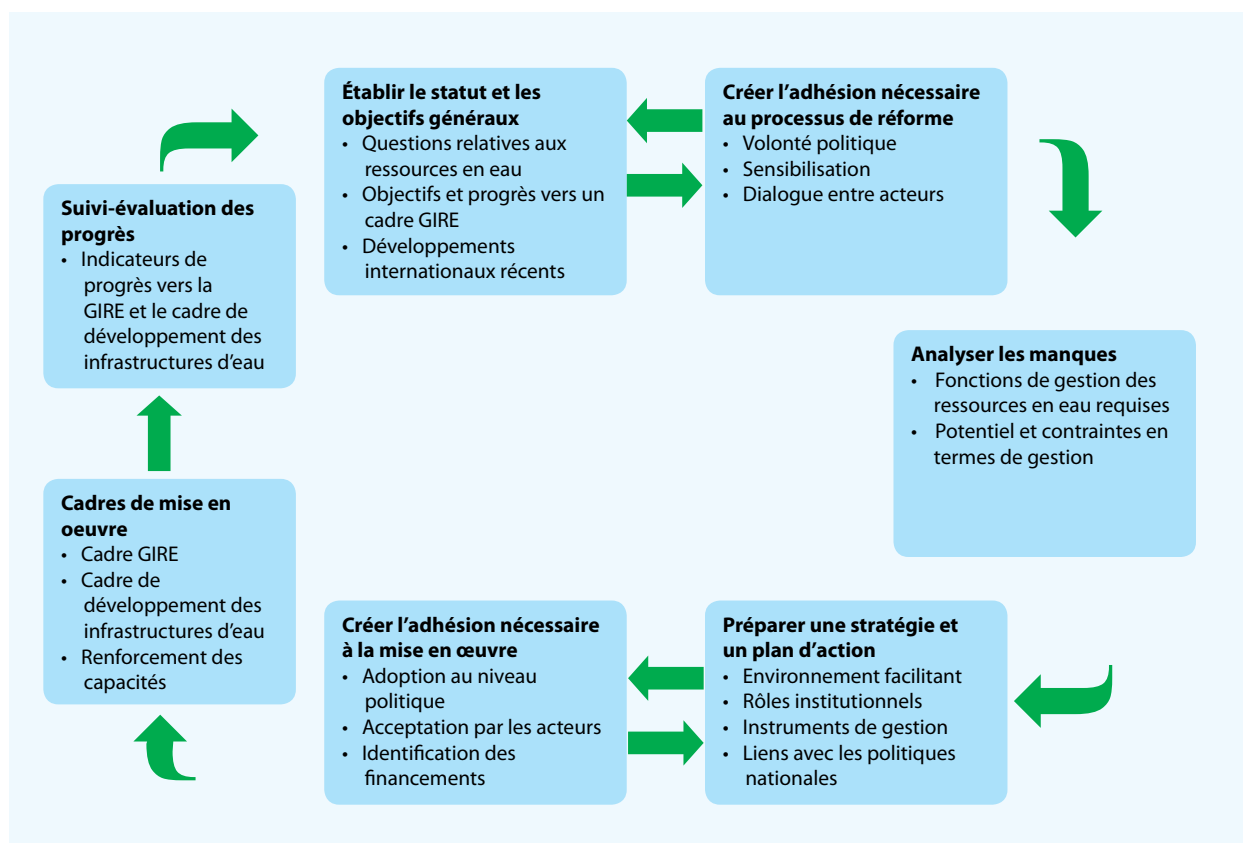 Établir le statut et les
objectifs généraux
• Questions relatives aux
ressources en eau
• Objectifs et progrès vers un
cadre GIRE
• Développements
internationaux récents
Créer l’adhésion nécessaire
au processus de réforme
• Volonté politique
• Sensibilisation
• Dialogue entre acteurs
Analyser les manques
• Fonctions de gestion des
ressources en eau requises
• Potentiel et contraintes en
termes de gestion
Préparer une stratégie et
un plan d’action
• Environnement facilitant
• Rôles institutionnels
• Instruments de gestion
• Liens avec les politiques
nationales
Créer l’adhésion nécessaire
à la mise en œuvre
• Adoption au niveau
politique
• Acceptation par les acteurs
• Identification des
financements
Cadres de mise en
oeuvre
• Cadre GIRE
• Cadre de
développement des
infrastructures d’eau
• Renforcement des
capacités
Suivi-évaluation des
progrès
• Indicateurs de
progrès vers la
GIRE et le cadre de
développement des
infrastructures d’eau